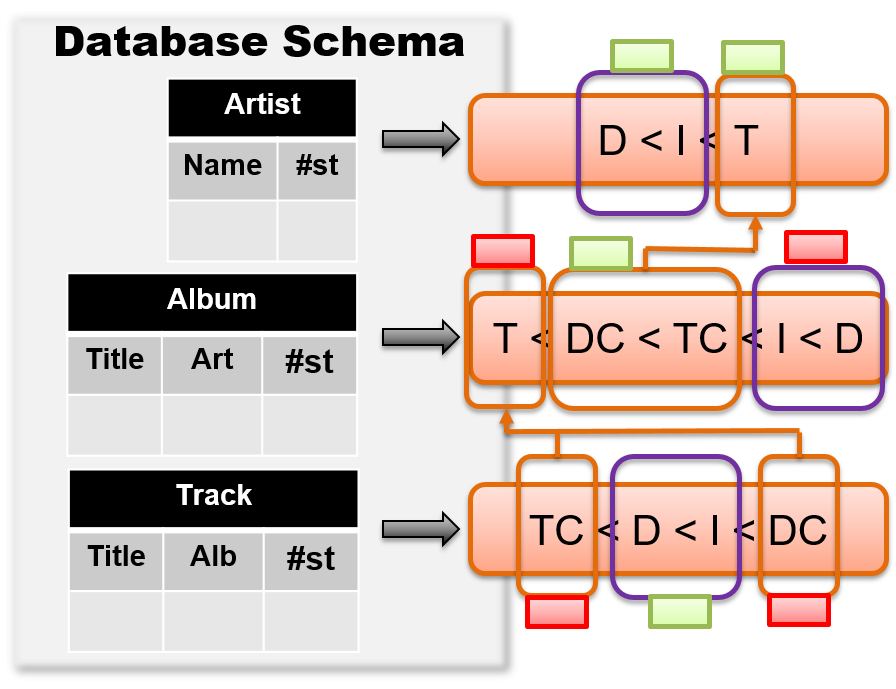 Database Schema
Artist
Name #st
D < I < T
Album
Title Art #st
T < DC < TC < I < D
Track
Title Alb #st
TC < D < I < DC